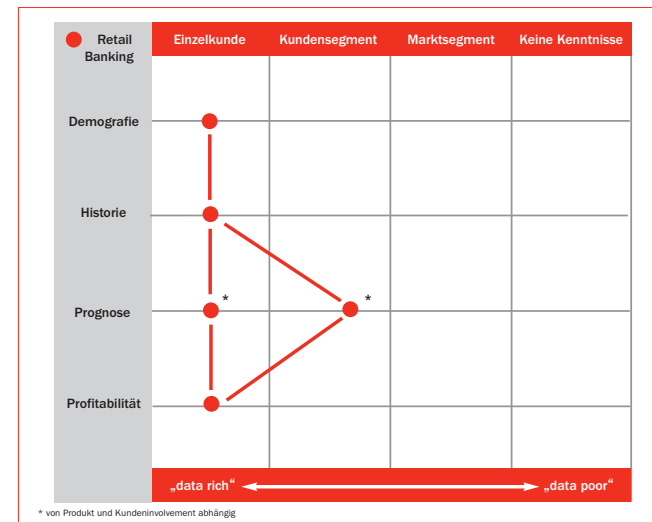 Retail
Banking
Einzelkunde
Kundensegment
Marktsegment
Keine Kenntnisse
Demografie
Historie
*
*
Prognose
Profitabilität
„data rich“
„data poor“
* von Produkt und Kundeninvolvement abhängig